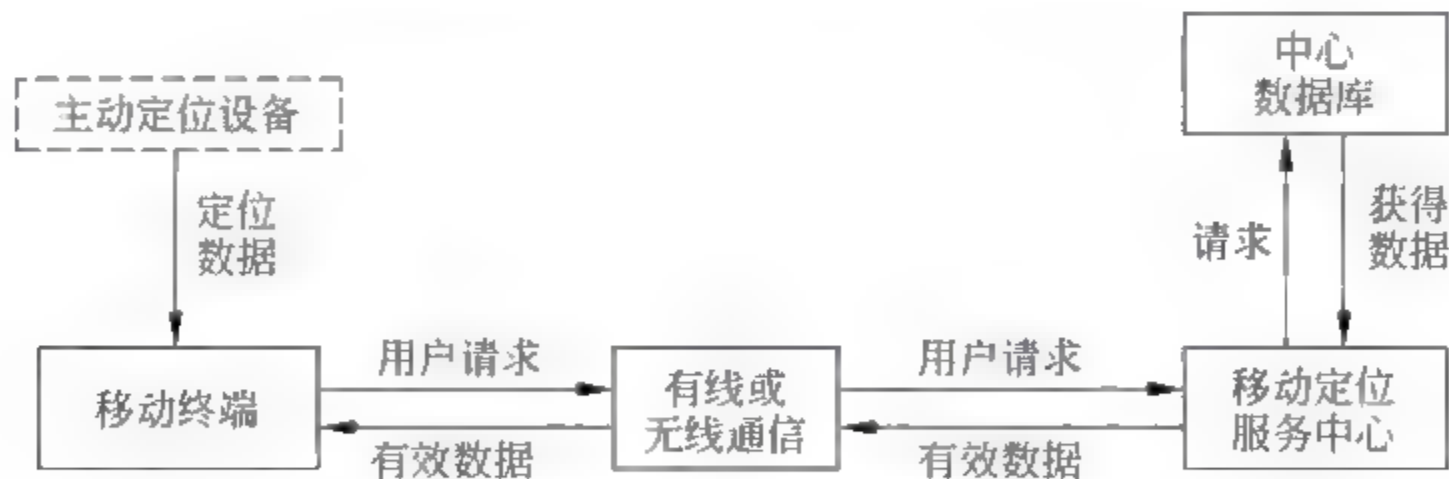 中心
数据库
主动定位设备
定位
数据
请求
获得
数据
移动终端
用户请求
有效数据
有线或
无线通信
用户请求
有效数据
移动定位
服务中心